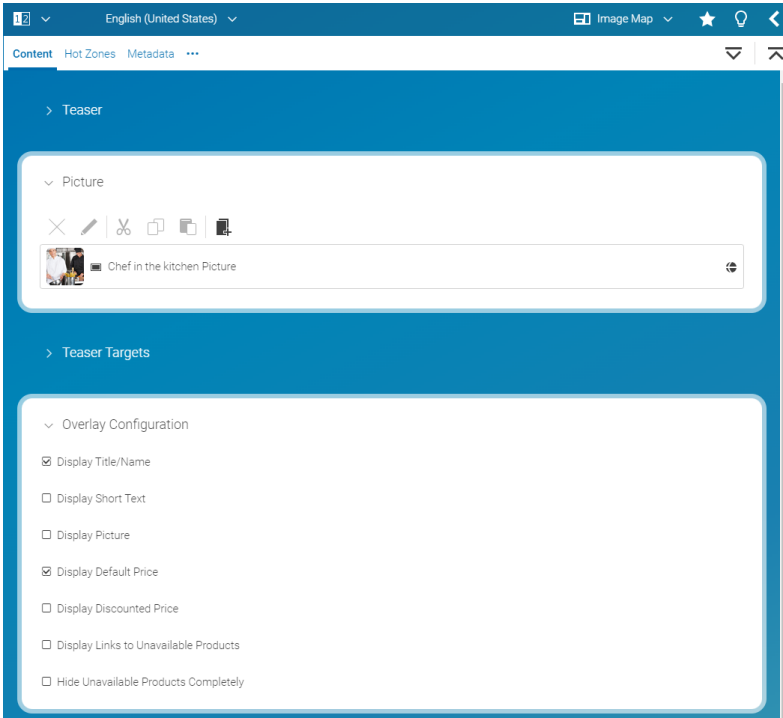 12 English (United States) Image Map
Content Hot Zones Metadata ...
Teaser
Picture
Chef in the kitchen Picture
Teaser Targets
Overlay Configuration
Display Title/Name
Display Short Text
Display Picture
Display Default Price
Display Discounted Price
Display Links to Unavailable Products
Hide Unavailable Products Completely